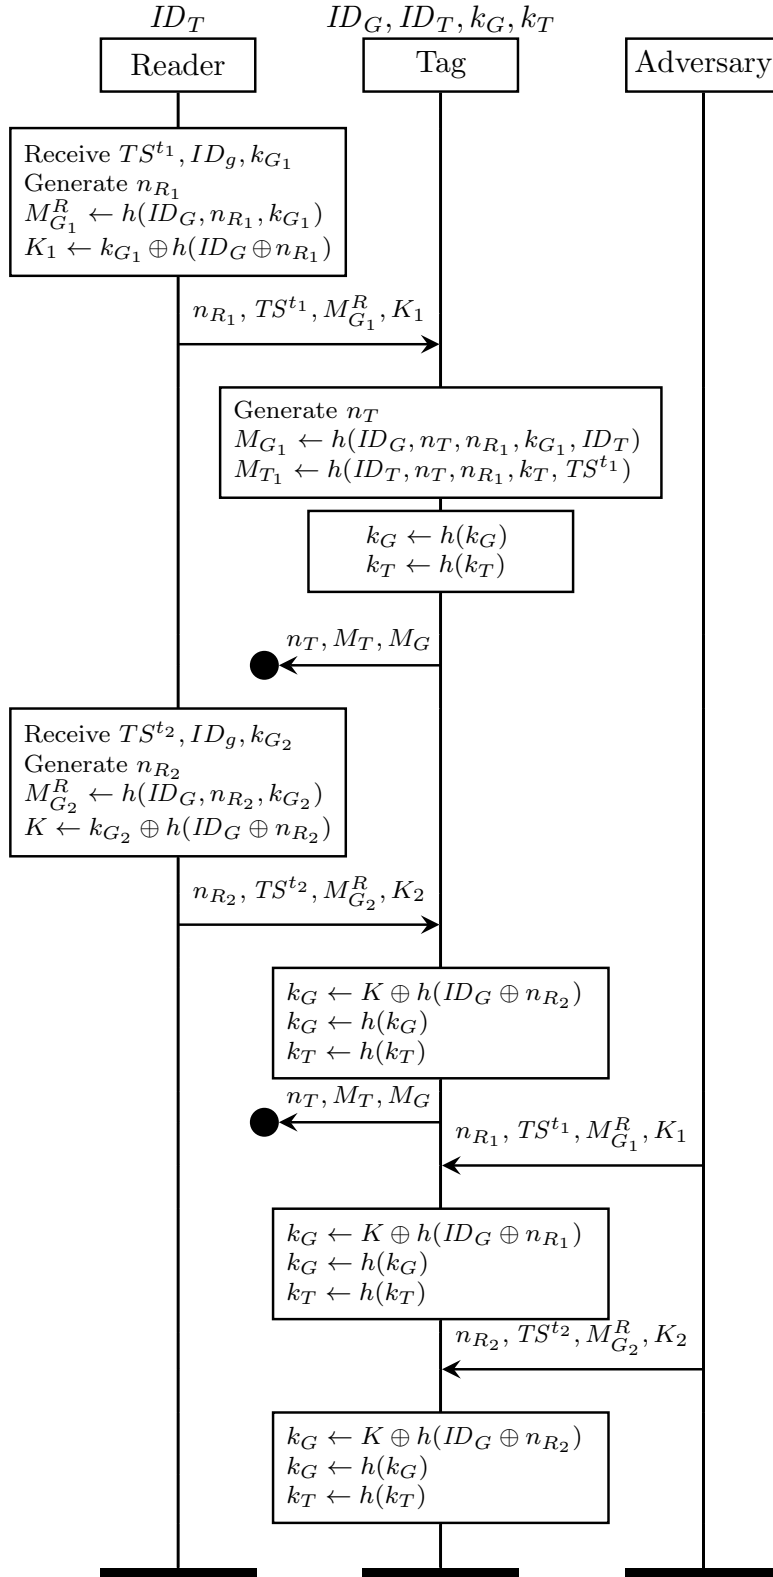 ID_T
ID_G, ID_T, k_G, k_T
Reader
Tag
Adversary
Receive TS^{t_1}, ID_g, k_{G_1}
Generate n_{R_1}
M^R_{G_1} ← h(ID_G, n_{R_1}, k_{G_1})
K_1 ← k_{G_1} ⊕ h(ID_G ⊕ n_{R_1})
n_{R_1}, TS^{t_1}, M^R_{G_1}, K_1
Generate n_T
M_{G_1} ← h(ID_G, n_T, n_{R_1}, k_{G_1}, ID_T)
M_{T_1} ← h(ID_T, n_T, n_{R_1}, k_T, TS^{t_1})
k_G ← h(k_G)
k_T ← h(k_T)
n_T, M_T, M_G
Receive TS^{t_2}, ID_g, k_{G_2}
Generate n_{R_2}
M^R_{G_2} ← h(ID_G, n_{R_2}, k_{G_2})
K ← k_{G_2} ⊕ h(ID_G ⊕ n_{R_2})
n_{R_2}, TS^{t_2}, M^R_{G_2}, K_2
k_G ← K ⊕ h(ID_G ⊕ n_{R_2})
k_G ← h(k_G)
k_T ← h(k_T)
n_T, M_T, M_G
n_{R_1}, TS^{t_1}, M^R_{G_1}, K_1
k_G ← K ⊕ h(ID_G ⊕ n_{R_1})
k_G ← h(k_G)
k_T ← h(k_T)
n_{R_2}, TS^{t_2}, M^R_{G_2}, K_2
k_G ← K ⊕ h(ID_G ⊕ n_{R_2})
k_G ← h(k_G)
k_T ← h(k_T)